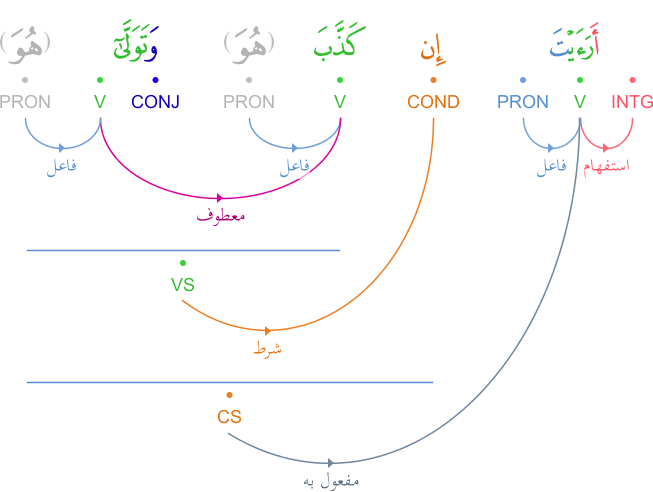 أَرَءَيْتَ إِن كَذَّبَ (هُوَ) وَتَوَلَّىٰٓ (هُوَ)
INTG V PRON COND V PRON CONJ V PRON
استفهام فاعل فاعل فاعل
معطوف
VS
شرط
CS
مفعول به